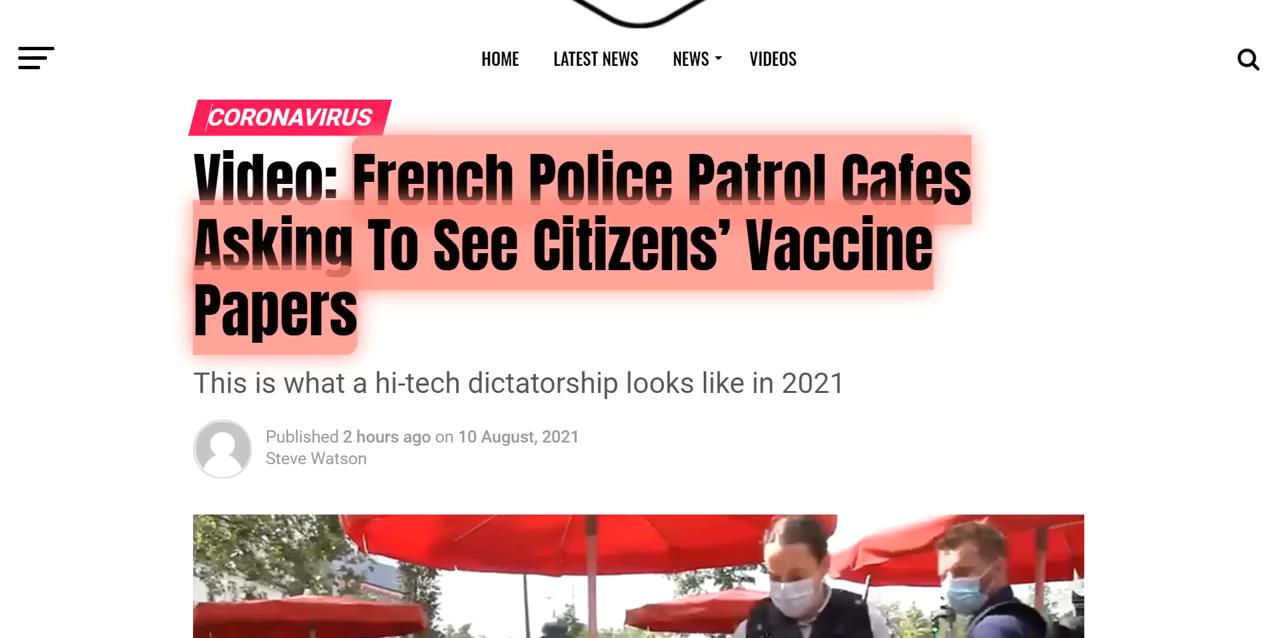 HOME LATEST NEWS NEWS VIDEOS
CORONAVIRUS
Video: French Police Patrol Cafes
Asking To See Citizens’ Vaccine
Papers
This is what a hi-tech dictatorship looks like in 2021
Published 2 hours ago on 10 August, 2021
Steve Watson